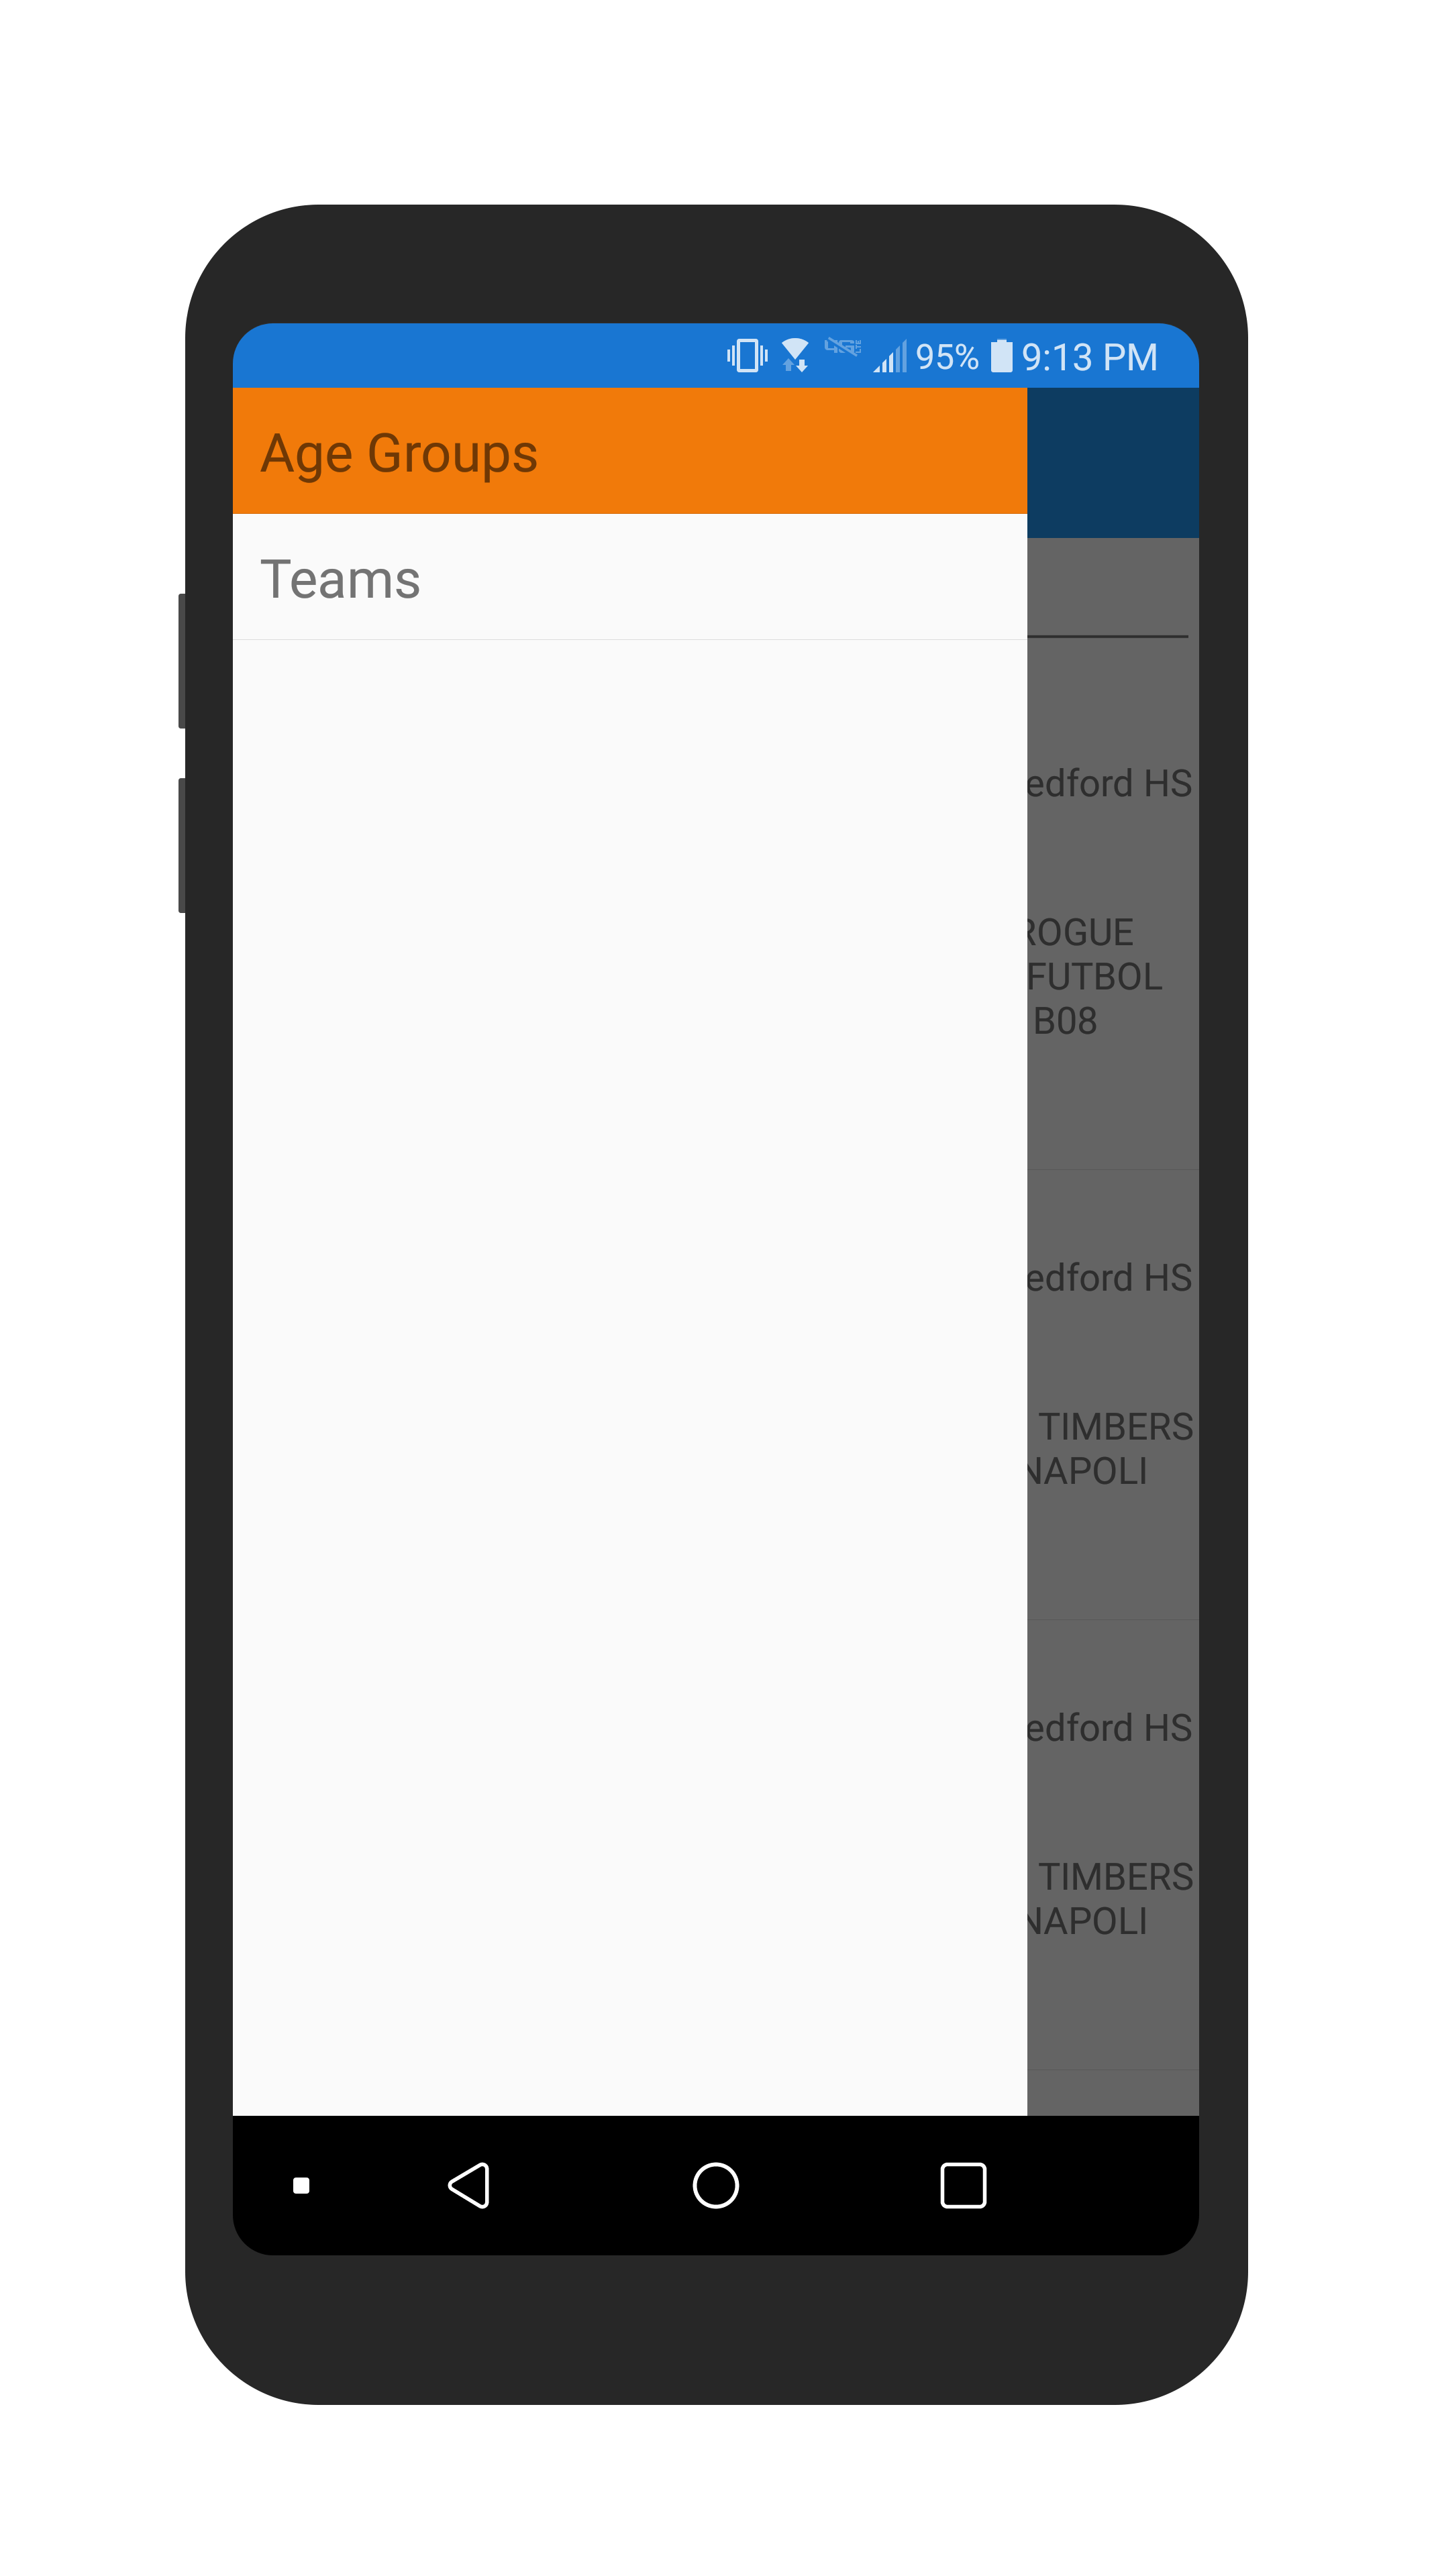 95% 9:13 PM
Age Groups
Teams
edford HS
ROGUE
FUTBOL
B08
edford HS
TIMBERS
NAPOLI
edford HS
TIMBERS
NAPOLI